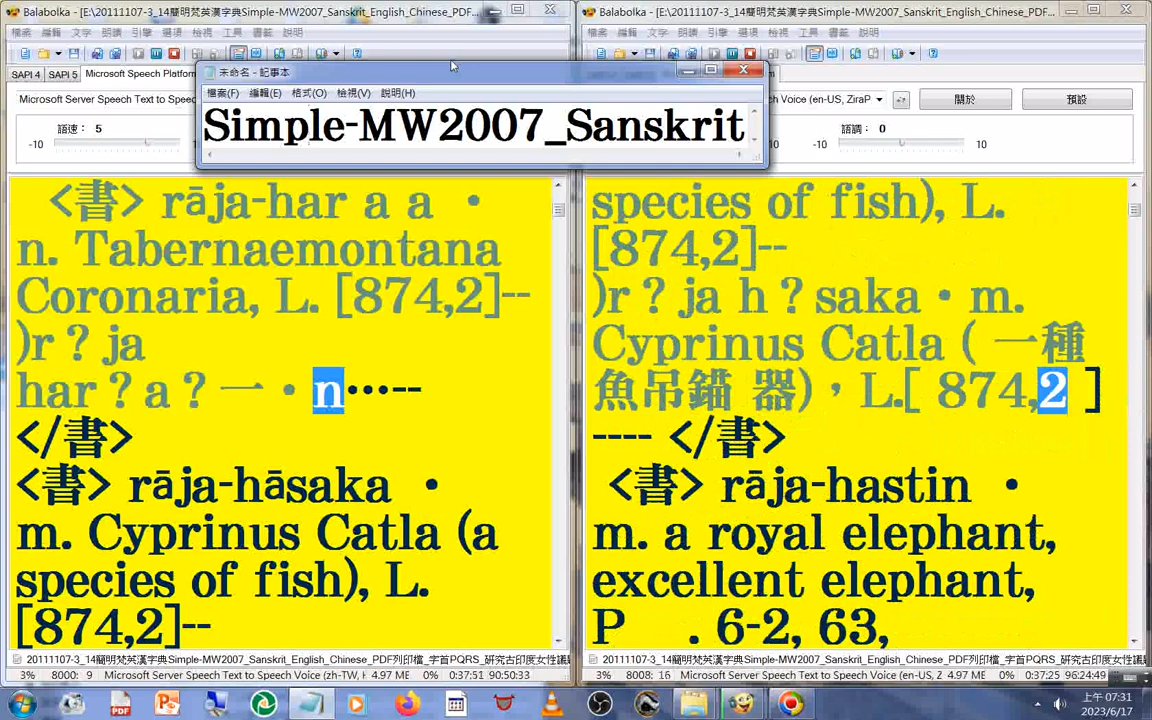 Balabolka - [E:\20111107-3_14簡明梵英漢字典Simple-MW2007_Sanskrit_English_Chinese_PDF...
檔案 編輯 文字 朗讀 引擎 選項 檢視 工具 書籤 說明
SAPI 4 SAPI 5 Microsoft Speech Platform
Microsoft Server Speech Text to Spee
語速： 5
-10
<書> rāja-har a a •
n. Tabernaemontana
Coronaria, L. [874,2]--
)r？ja
har？a？一•n…--
</書>
<書> rāja-hāsaka •
m. Cyprinus Catla (a
species of fish), L.
[874,2]--
20111107-3_14簡明梵英漢字典Simple-MW2007_Sanskrit_English_Chinese_PDF列印檔_字首PQRS_研究古印度女性議
3% 8000: 9 Microsoft Server Speech Text to Speech Voice (zh-TW, H 4.97 MB 0% 0:37:51 90:50:33
未命名 - 記事本
檔案(F) 編輯(E) 格式(O) 檢視(V) 說明(H)
Simple-MW2007_Sanskrit
Balabolka - [E:\20111107-3_14簡明梵英漢字典Simple-MW2007_Sanskrit_English_Chinese_PDF...
檔案 編輯 文字 朗讀 引擎 選項 檢視 工具 書籤 說明
Voice (en-US, ZiraP 關於 預設
語調： 0
-10 10
species of fish), L.
[874,2]--
)r？ja h？saka•m.
Cyprinus Catla ( 一種
魚吊錨 器)，L.[ 874,2 ]
---- </書>
<書> rāja-hastin •
m. a royal elephant,
excellent elephant,
P . 6-2, 63,
20111107-3_14簡明梵英漢字典Simple-MW2007_Sanskrit_English_Chinese_PDF列印檔_字首PQRS_研究古印度女性議
3% 8008: 16 Microsoft Server Speech Text to Speech Voice (en-US, Z 4.97 MB 0% 0:37:25 96:24:49
上午 07:31
2023/6/17